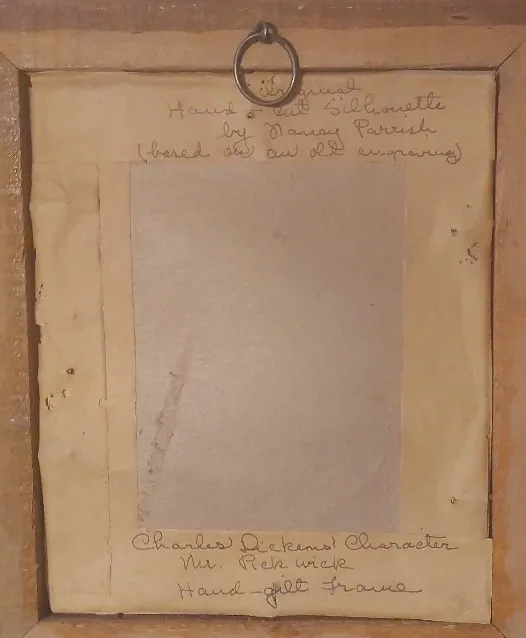 Original
Hand-cut Silhouette
by Nancy Parrish
(based on an old engraving)
Charles Dickens' Character
Mr. Pickwick
Hand-gilt frame